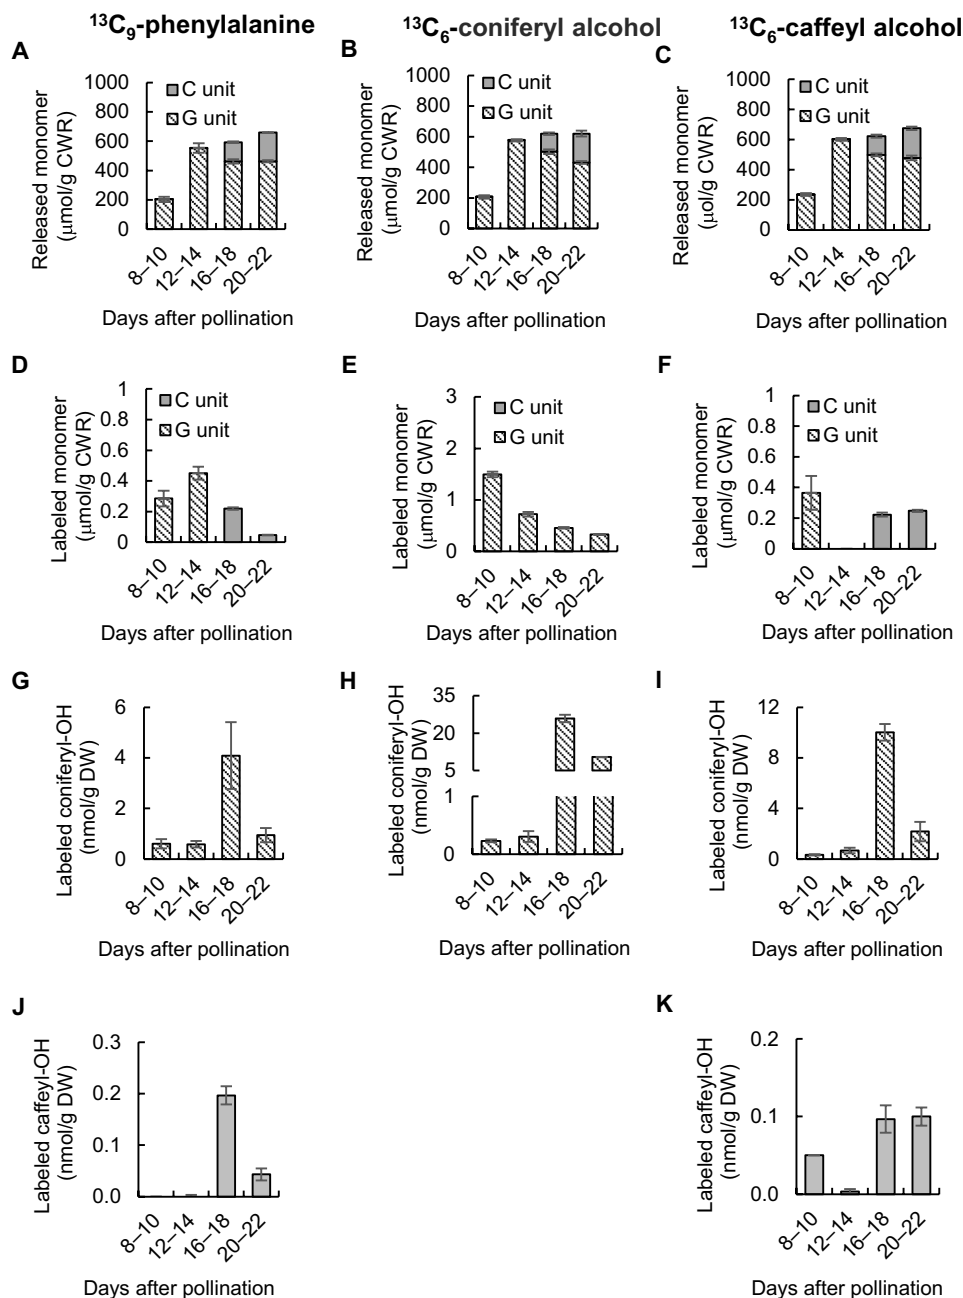 ¹³C₉-phenylalanine
¹³C₆-coniferyl alcohol
¹³C₆-caffeyl alcohol
A
Released monomer
(μmol/g CWR)
1000
800
600
400
200
0
C unit
G unit
8–10
12–14
16–18
20–22
Days after pollination
B
Released monomer
(μmol/g CWR)
1000
800
600
400
200
0
C unit
G unit
8–10
12–14
16–18
20–22
Days after pollination
C
Released monomer
(μol/g CWR)
1000
800
600
400
200
0
C unit
G unit
8–10
12–14
16–18
20–22
Days after pollination
D
Labeled monomer
(μmol/g CWR)
1
0.8
0.6
0.4
0.2
0
C unit
G unit
8–10
12–14
16–18
20–22
Days after pollination
E
Labeled monomer
(μmol/g CWR)
3
2
1
0
C unit
G unit
8–10
12–14
16–18
20–22
Days after pollination
F
Labeled monomer
(μmol/g CWR)
1
0.8
0.6
0.4
0.2
0
C unit
G unit
8–10
12–14
16–18
20–22
Days after pollination
G
Labeled coniferyl-OH
(nmol/g DW)
6
4
2
0
8–10
12–14
16–18
20–22
Days after pollination
H
Labeled coniferyl-OH
(nmol/g DW)
35
20
5
1
0
8–10
12–14
16–18
20–22
Days after pollination
I
Labeled coniferyl-OH
(nmol/g DW)
12
8
4
0
8–10
12–14
16–18
20–22
Days after pollination
J
Labeled caffeyl-OH
(nmol/g DW)
0.3
0.2
0.1
0.0
8–10
12–14
16–18
20–22
Days after pollination
K
Labeled caffeyl-OH
(nmol/g DW)
0.2
0.1
0.0
8–10
12–14
16–18
20–22
Days after pollination